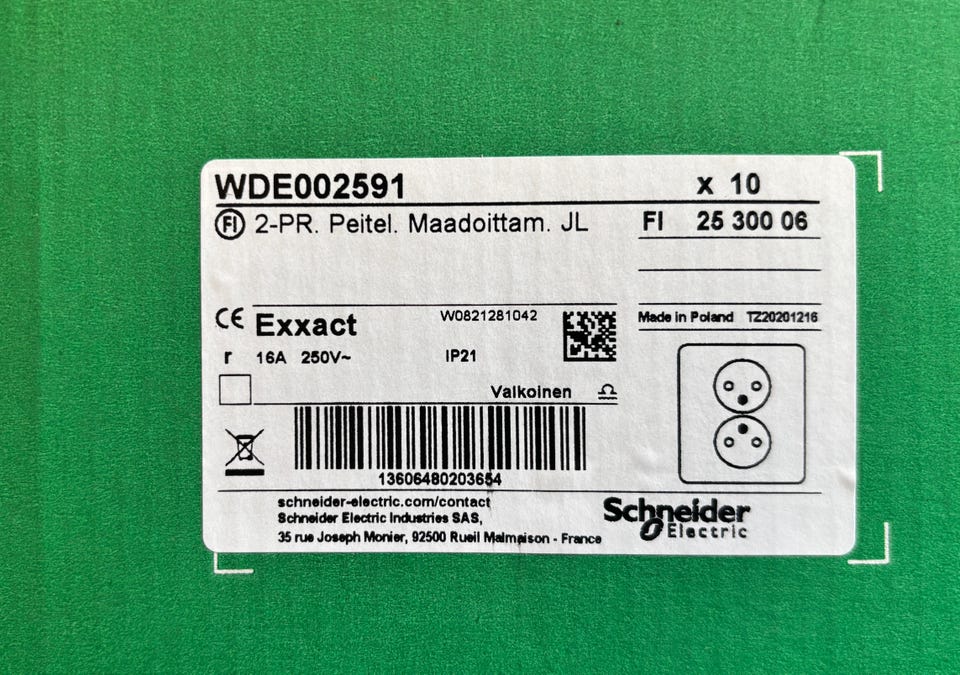 WDE002591 x 10
FI 2-PR. Peitel. Maadoittam. JL FI 25 300 06
CE Exxact W0821281042 Made in Poland TZ20201216
r 16A 250V~ IP21
Valkoinen
13606480203654
schneider-electric.com/contact
Schneider Electric Industries SAS,
35 rue Joseph Monier, 92500 Rueil Malmaison - France
Schneider
Electric